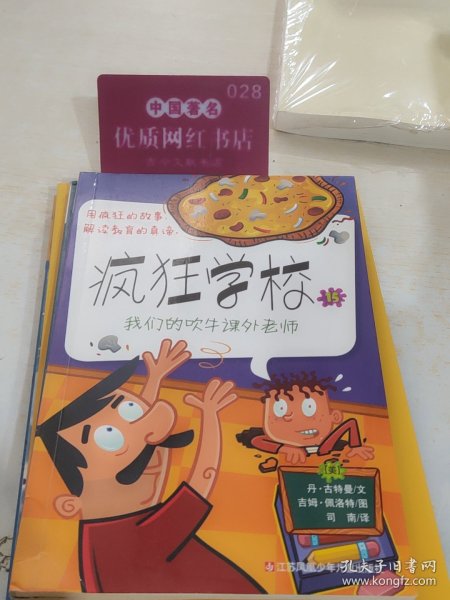 028
中国著名
优质网红书店
用疯狂的故事,
解读教育的真谛。
疯狂学校
15
我们的吹牛课外老师
[美]
丹·古特曼/文
吉姆·佩洛特/图
司 南/译
江苏凤凰少年儿童出版社
孔夫子旧书网
www.kongfz.com